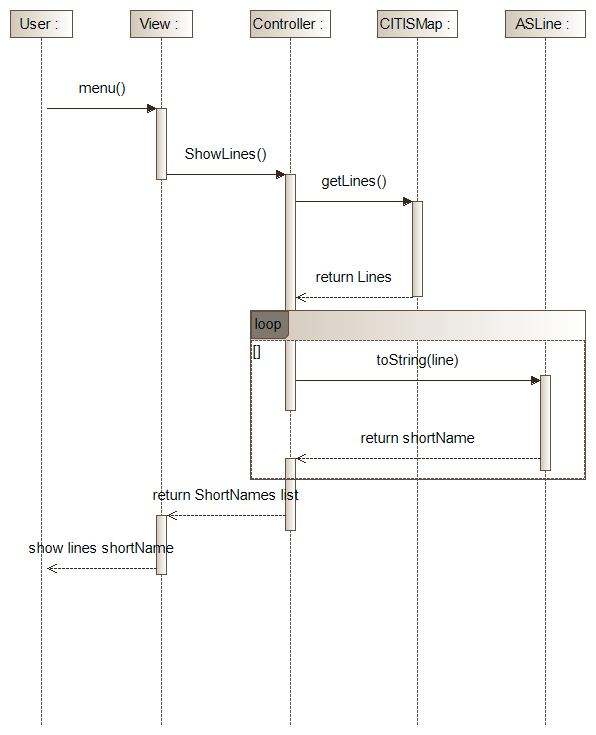 User :
View :
Controller :
CITISMap :
ASLine :
menu()
ShowLines()
getLines()
return Lines
loop
[]
toString(line)
return shortName
return ShortNames list
show lines shortName